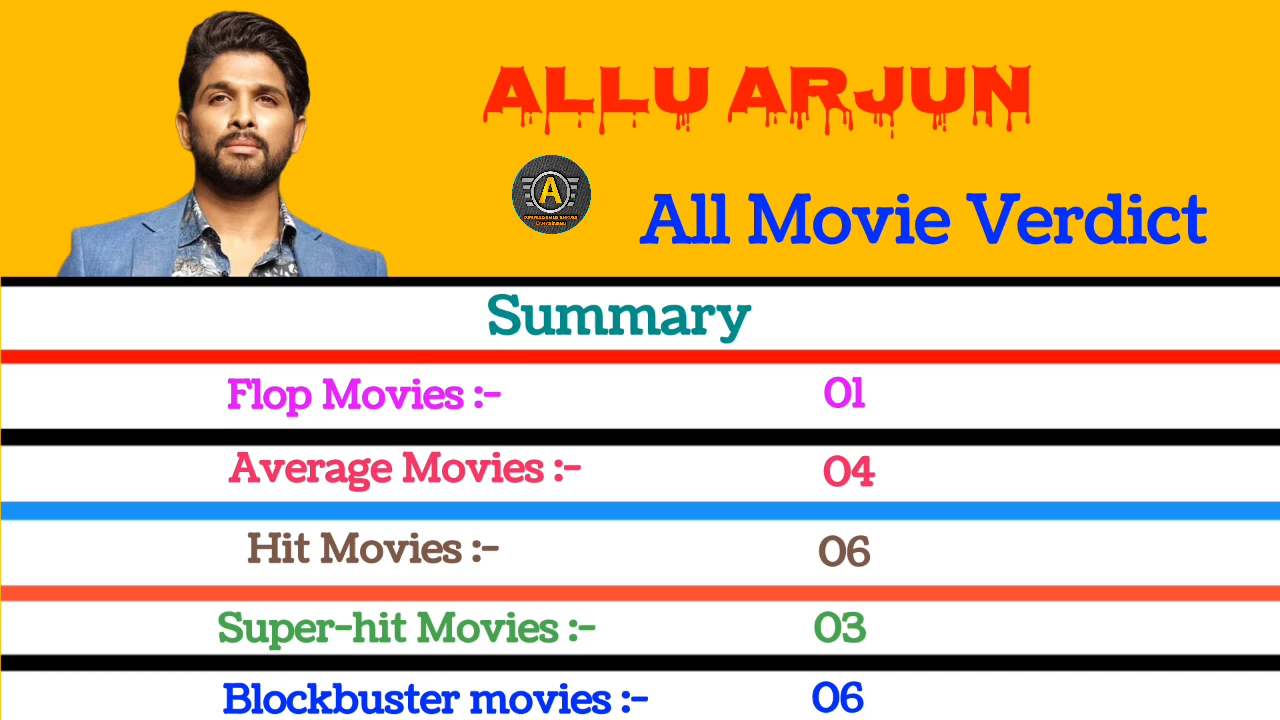 ALLU ARJUN
A
All Movie Verdict
Summary
Flop Movies :- 01
Average Movies :- 04
Hit Movies :- 06
Super-hit Movies :- 03
Blockbuster movies :- 06